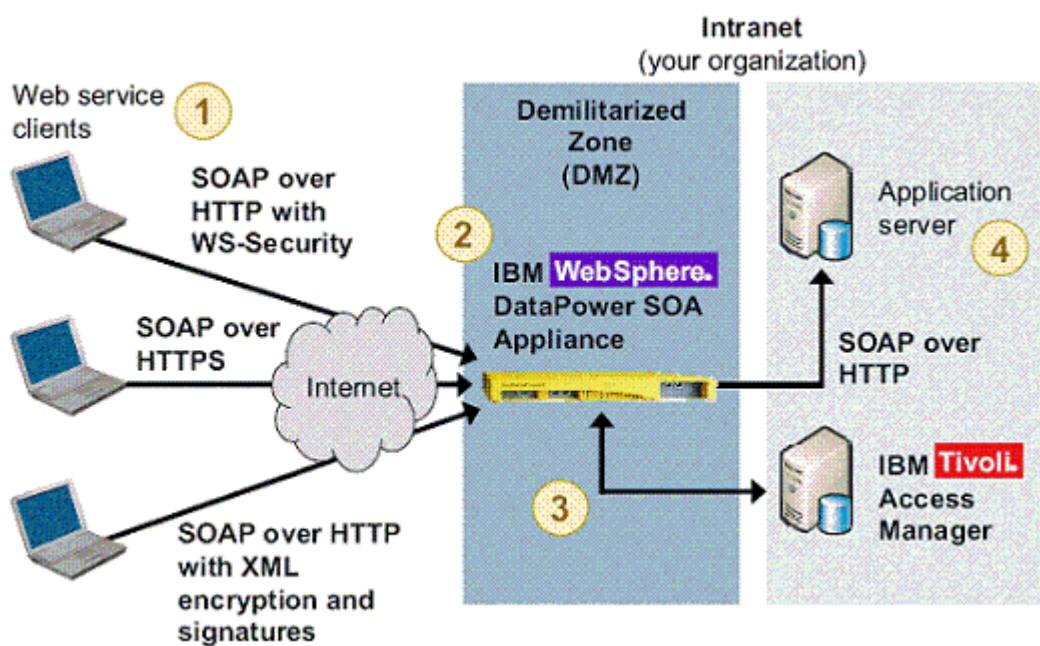 Intranet
(your organization)
Web service
clients
1
SOAP over
HTTP with
WS-Security
SOAP over
HTTPS
Internet
SOAP over HTTP
with XML
encryption and
signatures
Demilitarized
Zone
(DMZ)
2
IBM WebSphere.
DataPower SOA
Appliance
3
Application
server
4
SOAP over
HTTP
IBM Tivoli.
Access
Manager